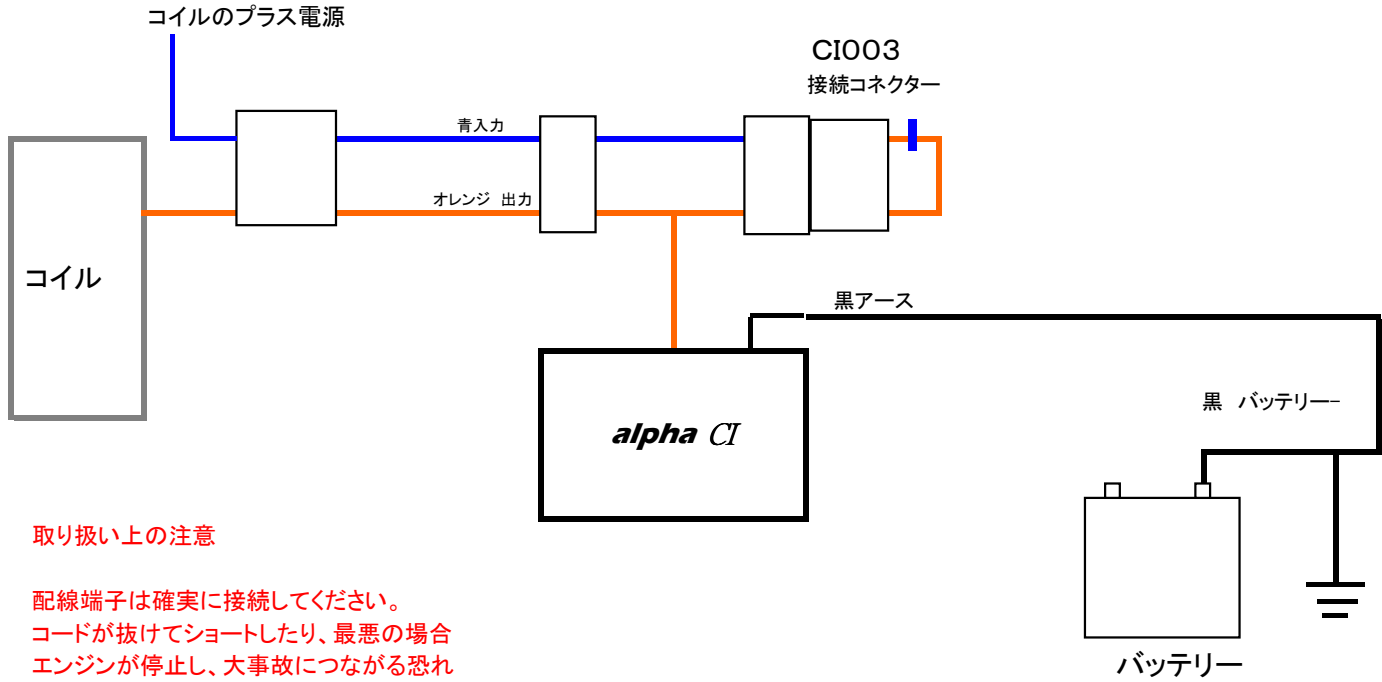 コイルのプラス電源
CI003
接続コネクター
青入力
オレンジ 出力
コイル
黒アース
黒 バッテリー-
alpha CI
バッテリー
取り扱い上の注意
配線端子は確実に接続してください。
コードが抜けてショートしたり、最悪の場合
エンジンが停止し、大事故につながる恐れ